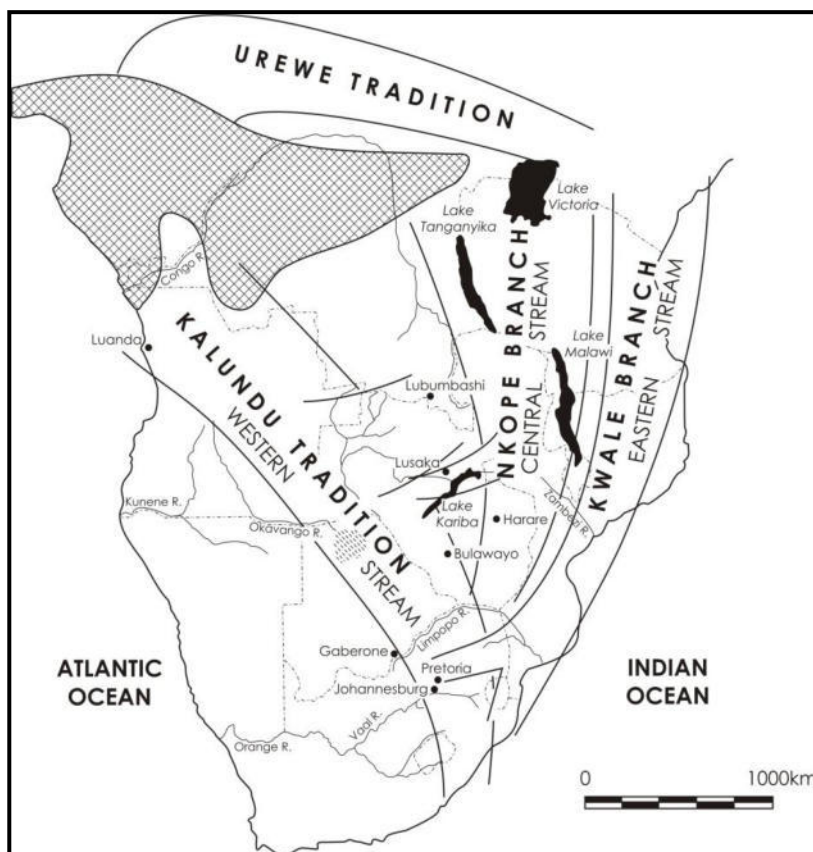 UREWE TRADITION
Lake
Victoria
Lake
Tanganyika
Congo R.
Luanda
KALUNDU TRADITION
WESTERN
STREAM
NKOPE BRANCH
CENTRAL
STREAM
KWALE BRANCH
EASTERN
STREAM
Lake
Malawi
Lubumbashi
Lusaka
Lake
Kariba
Harare
Zambezi R.
Kunene R.
Okavango R.
Bulawayo
Limpopo R.
Gaberone
Pretoria
Johannesburg
Vaal R.
Orange R.
ATLANTIC
OCEAN
INDIAN
OCEAN
0 1000km